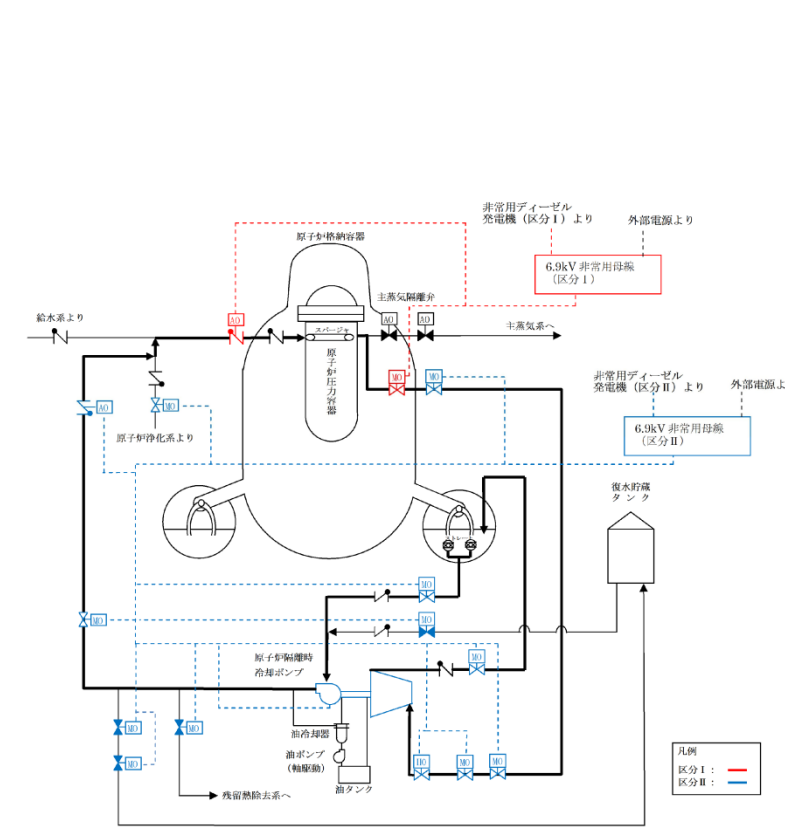 非常用ディーゼル
発電機（区分Ⅰ）より
外部電源より
原子炉格納容器
6.9kV 非常用母線
（区分Ⅰ）
主蒸気隔離弁
給水系より
AO
AO
AO
スパージャ
主蒸気系へ
原子炉圧力容器
MO
MO
非常用ディーゼル
発電機（区分Ⅱ）より
外部電源よ
AO
MO
6.9kV 非常用母線
（区分Ⅱ）
原子炉浄化系より
復水貯蔵
タンク
MO
MO
MO
原子炉隔離時
冷却ポンプ
MO
MO
MO
油冷却器
油ポンプ
（軸駆動）
MO
MO
MO
MO
油タンク
残留熱除去系へ
凡例
区分Ⅰ：
区分Ⅱ：